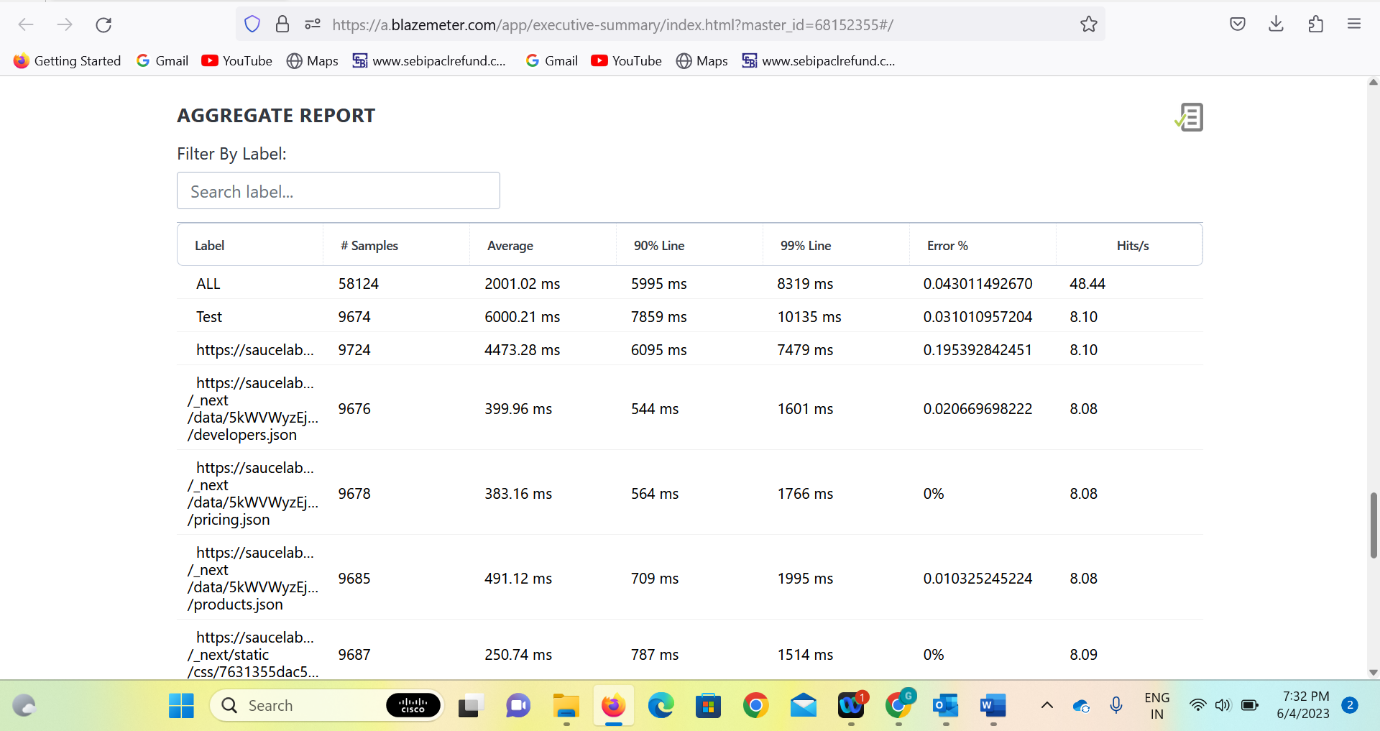 https://a.blazemeter.com/app/executive-summary/index.html?master_id=68152355#/
Getting Started Gmail YouTube Maps www.sebipaclrefund.c... Gmail YouTube Maps www.sebipaclrefund.c...
AGGREGATE REPORT
Filter By Label:
Search label...
Label # Samples Average 90% Line 99% Line Error % Hits/s
ALL 58124 2001.02 ms 5995 ms 8319 ms 0.043011492670 48.44
Test 9674 6000.21 ms 7859 ms 10135 ms 0.031010957204 8.10
https://saucelab... 9724 4473.28 ms 6095 ms 7479 ms 0.195392842451 8.10
https://saucelab...
/_next
/data/5kWVWyzEj...
/developers.json
9676 399.96 ms 544 ms 1601 ms 0.020669698222 8.08
https://saucelab...
/_next
/data/5kWVWyzEj...
/pricing.json
9678 383.16 ms 564 ms 1766 ms 0% 8.08
https://saucelab...
/_next
/data/5kWVWyzEj...
/products.json
9685 491.12 ms 709 ms 1995 ms 0.010325245224 8.08
https://saucelab...
/_next/static
/css/7631355dac5...
9687 250.74 ms 787 ms 1514 ms 0% 8.09
Search
CISCO
1
G
ENG
IN
7:32 PM
6/4/2023
2